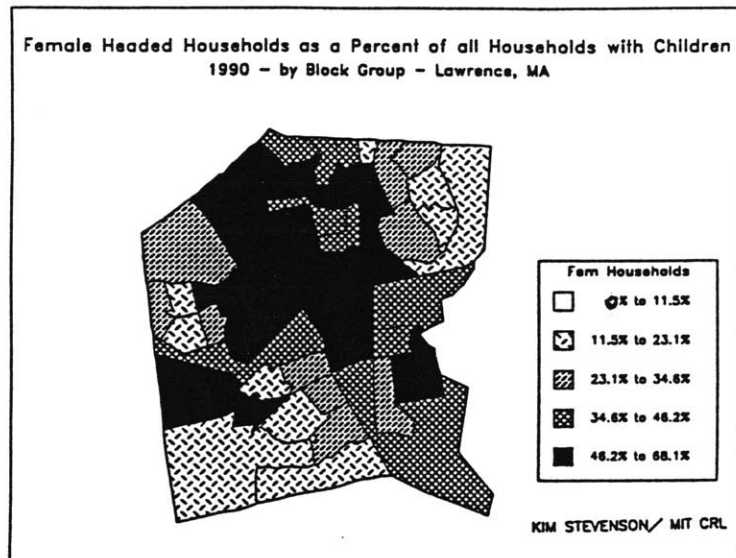 Female Headed Households as a Percent of all Households with Children
1990 - by Block Group - Lawrence, MA
Fem Households
0% to 11.5%
11.5% to 23.1%
23.1% to 34.6%
34.6% to 46.2%
46.2% to 68.1%
KIM STEVENSON/ MIT CRL